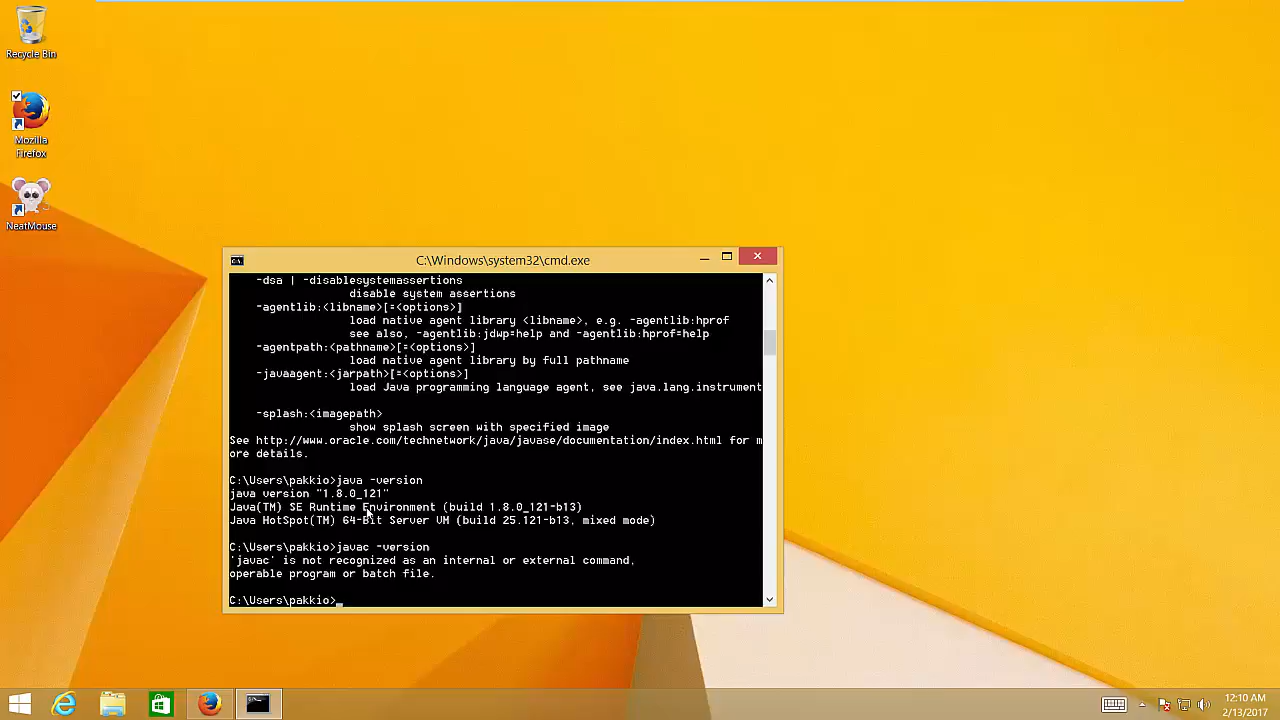 Recycle Bin
Mozilla
Firefox
NeatMouse
C:\Windows\system32\cmd.exe
-dsa | -disablesystemassertions
disable system assertions
-agentlib:<libname>[=<options>]
load native agent library <libname>, e.g. -agentlib:hprof
see also, -agentlib:jdwp=help and -agentlib:hprof=help
-agentpath:<pathname>[=<options>]
load native agent library by full pathname
-javaagent:<jarpath>[=<options>]
load Java programming language agent, see java.lang.instrument
-splash:<imagepath>
show splash screen with specified image
See http://www.oracle.com/technetwork/java/javase/documentation/index.html for m
ore details.
C:\Users\pakkio>java -version
java version "1.8.0_121"
Java(TM) SE Runtime Environment (build 1.8.0_121-b13)
Java HotSpot(TM) 64-Bit Server VM (build 25.121-b13, mixed mode)
C:\Users\pakkio>javac -version
'javac' is not recognized as an internal or external command,
operable program or batch file.
C:\Users\pakkio>_
12:10 AM
2/13/2017